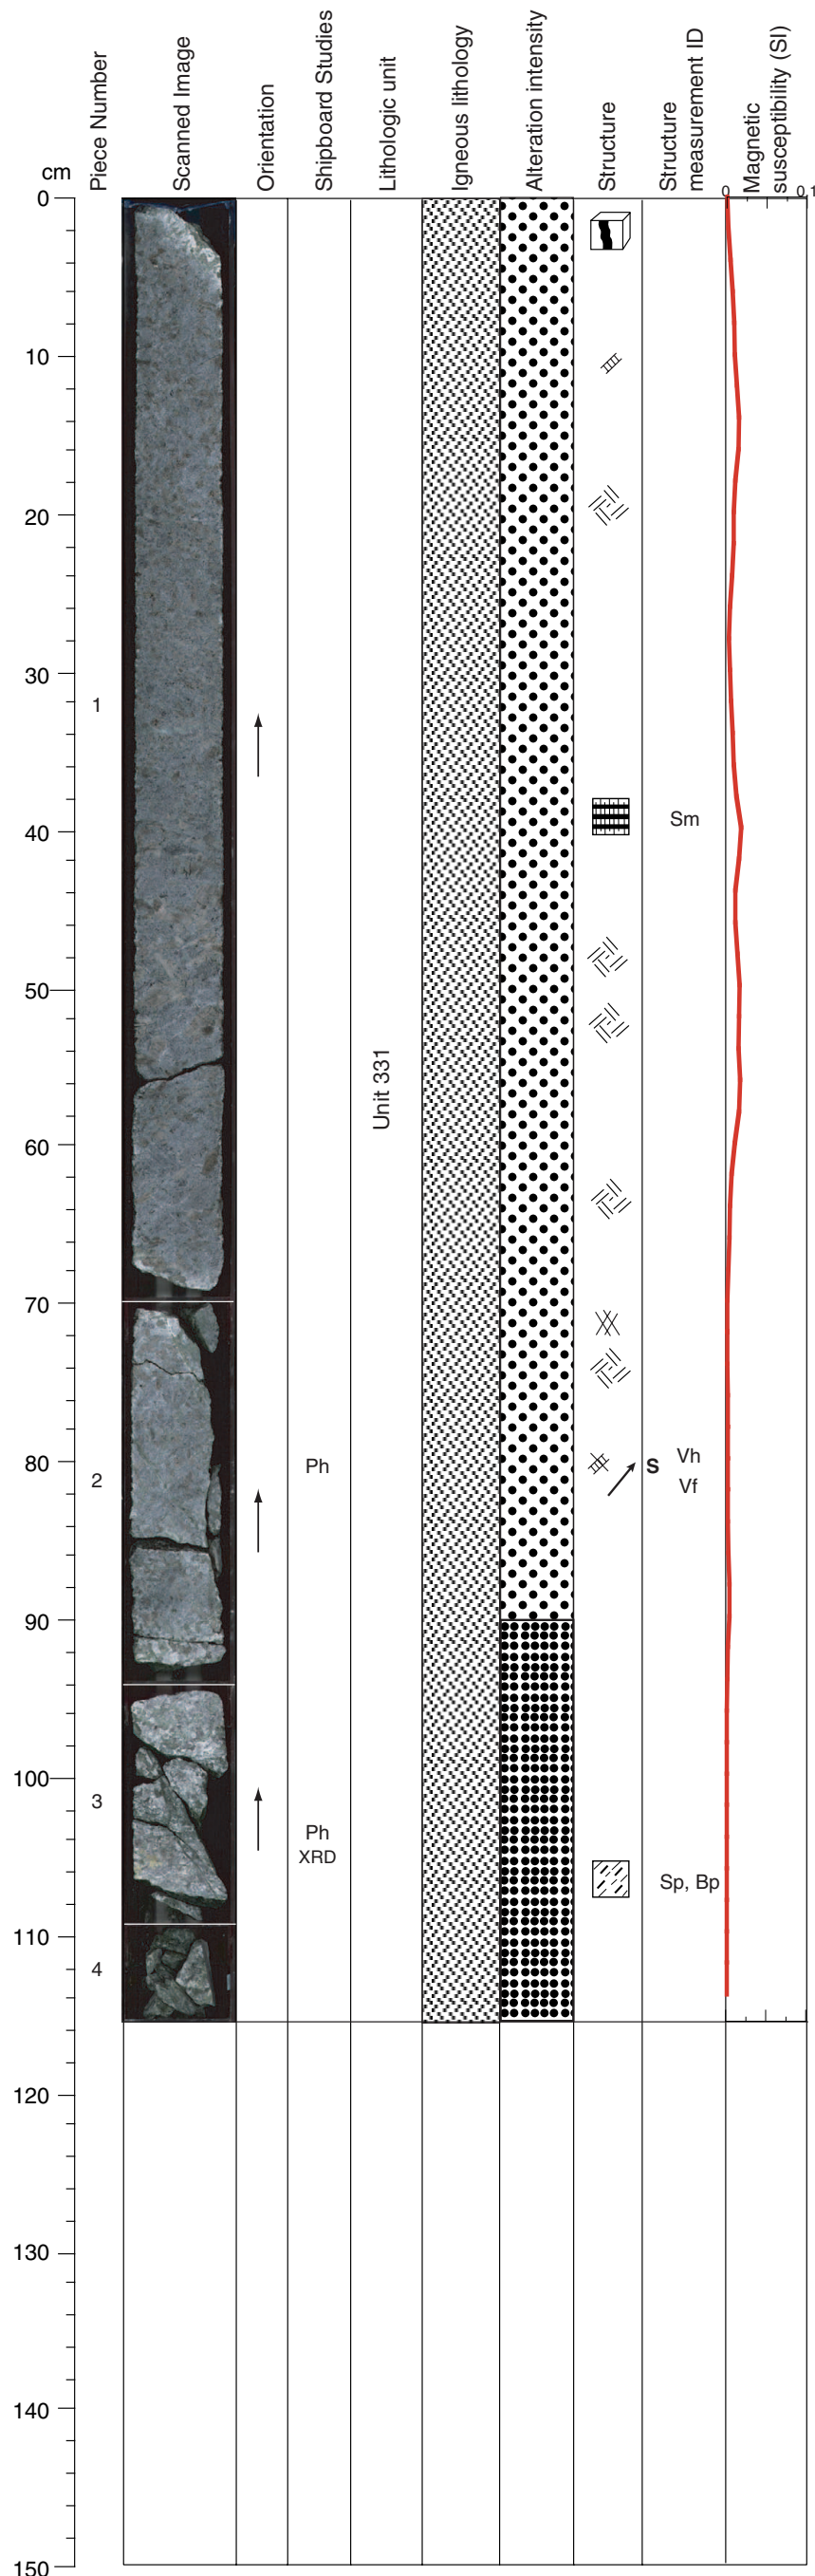 cm
Piece Number
Scanned Image
Orientation
Shipboard Studies
Lithologic unit
Igneous lithology
Alteration intensity
Structure
Structure
measurement ID
Magnetic
susceptibility (SI)
0
0.1
0
10
20
30
1
40
Sm
50
Unit 331
60
70
80
2
Ph
S
Vh
Vf
90
100
3
Ph
XRD
Sp, Bp
110
4
120
130
140
150